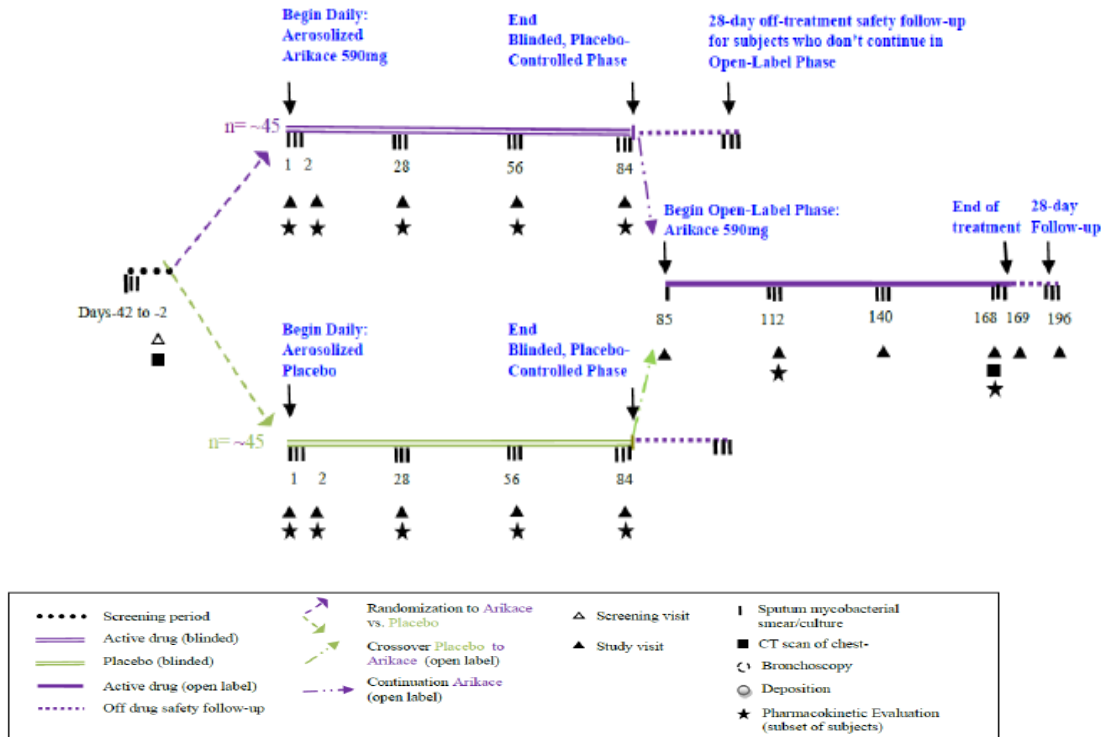 Begin Daily:
Aerosolized
Arikace 590mg
End
Blinded, Placebo-
Controlled Phase
28-day off-treatment safety follow-up
for subjects who don't continue in
Open-Label Phase
n= ~45
1 2 28 56 84
Begin Open-Label Phase:
Arikace 590mg
End of
treatment
28-day
Follow-up
Days-42 to -2
85 112 140 168 169 196
Begin Daily:
Aerosolized
Placebo
End
Blinded, Placebo-
Controlled Phase
n= ~45
1 2 28 56 84
Screening period
Active drug (blinded)
Placebo (blinded)
Active drug (open label)
Off drug safety follow-up
Randomization to Arikace
vs. Placebo
Crossover Placebo to
Arikace (open label)
Continuation Arikace
(open label)
Screening visit
Study visit
Sputum mycobacterial
smear/culture
CT scan of chest-
Bronchoscopy
Deposition
Pharmacokinetic Evaluation
(subset of subjects)